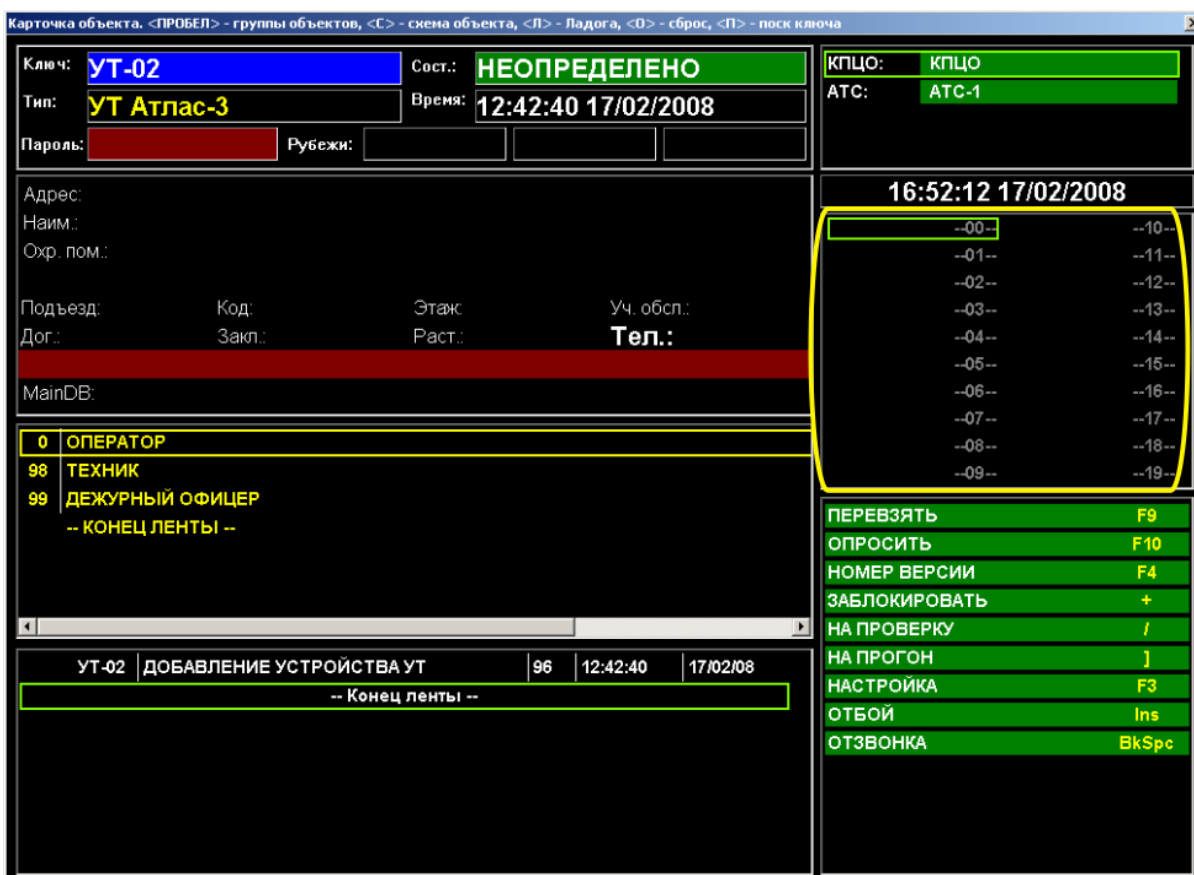 Карточка объекта. <ПРОБЕЛ> - группы объектов, <С> - схема объекта, <Л> - Ладога, <О> - сброс, <П> - поск ключа
Ключ: УТ-02 Сост.: НЕОПРЕДЕЛЕНО
Тип: УТ Атлас-3 Время: 12:42:40 17/02/2008
Пароль: Рубежи:
КПЦО: КПЦО
АТС: АТС-1
Адрес:
Наим.:
Охр. пом.:
Подъезд: Код: Этаж: Уч. обсл.:
Дог.: Закл.: Раст.: Тел.:
MainDB:
16:52:12 17/02/2008
--00-- --10--
--01-- --11--
--02-- --12--
--03-- --13--
--04-- --14--
--05-- --15--
--06-- --16--
--07-- --17--
--08-- --18--
--09-- --19--
0 ОПЕРАТОР
98 ТЕХНИК
99 ДЕЖУРНЫЙ ОФИЦЕР
-- КОНЕЦ ЛЕНТЫ --
ПЕРЕВЗЯТЬ F9
ОПРОСИТЬ F10
НОМЕР ВЕРСИИ F4
ЗАБЛОКИРОВАТЬ +
НА ПРОВЕРКУ /
НА ПРОГОН ]
НАСТРОЙКА F3
ОТБОЙ Ins
ОТЗВОНКА BkSpc
УТ-02 ДОБАВЛЕНИЕ УСТРОЙСТВА УТ 96 12:42:40 17/02/08
-- Конец ленты --